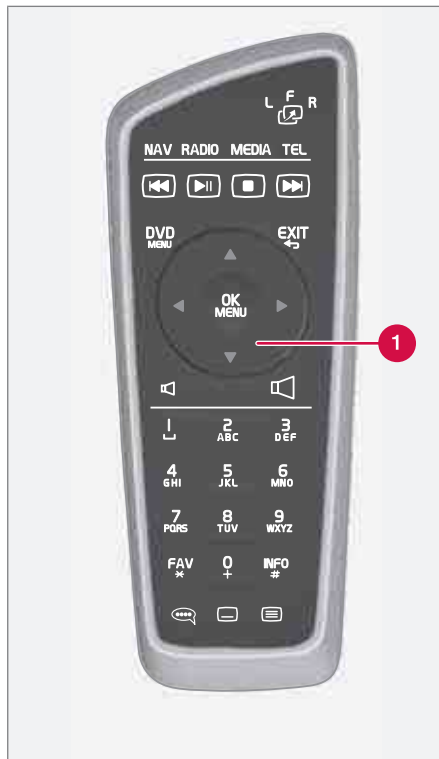 L F R
NAV RADIO MEDIA TEL
DVD EXIT
MENU
OK
MENU
1
1 2 3
ABC DEF
4 5 6
GHI JKL MNO
7 8 9
PQRS TUV WXYZ
FAV 0 INFO
* + #